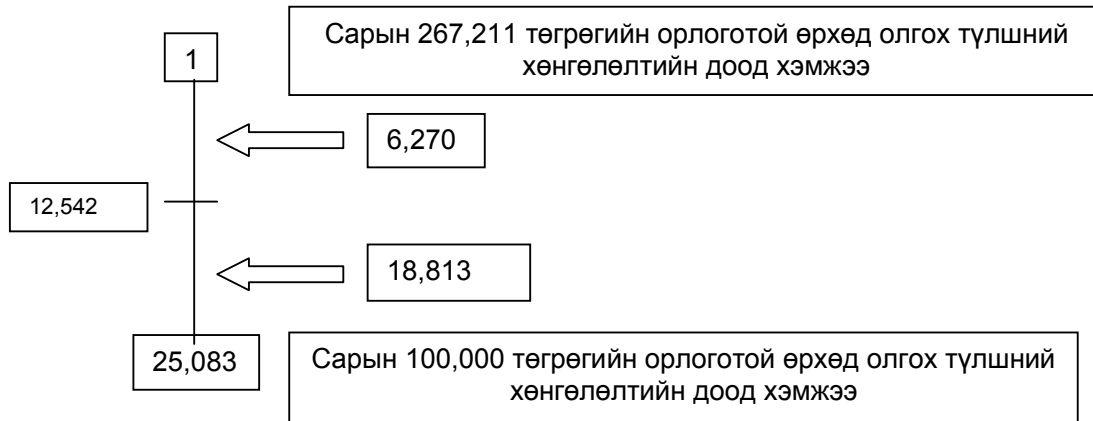 Сарын 267,211 төгрөгийн орлоготой өрхөд олгох түлшний
хөнгөлөлтийн доод хэмжээ
1
6,270
12,542
18,813
25,083
Сарын 100,000 төгрөгийн орлоготой өрхөд олгох түлшний
хөнгөлөлтийн доод хэмжээ